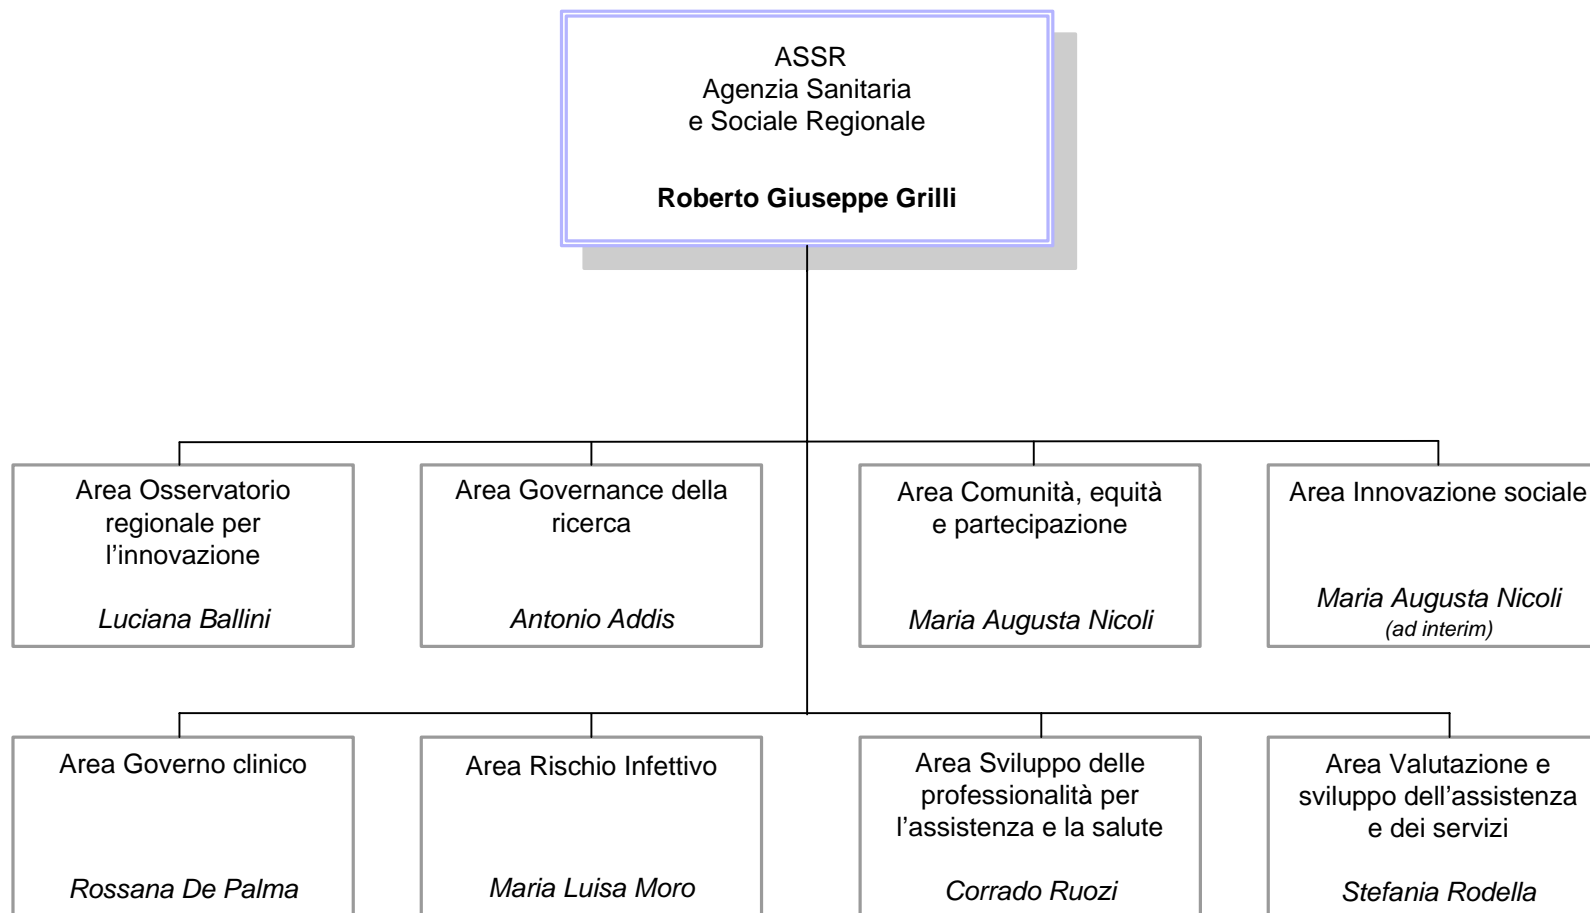 ASSR
Agenzia Sanitaria
e Sociale Regionale
Roberto Giuseppe Grilli
Area Osservatorio
regionale per
l’innovazione
Luciana Ballini
Area Governance della
ricerca
Antonio Addis
Area Comunità, equità
e partecipazione
Maria Augusta Nicoli
Area Innovazione sociale
Maria Augusta Nicoli
(ad interim)
Area Governo clinico
Rossana De Palma
Area Rischio Infettivo
Maria Luisa Moro
Area Sviluppo delle
professionalità per
l’assistenza e la salute
Corrado Ruozi
Area Valutazione e
sviluppo dell’assistenza
e dei servizi
Stefania Rodella